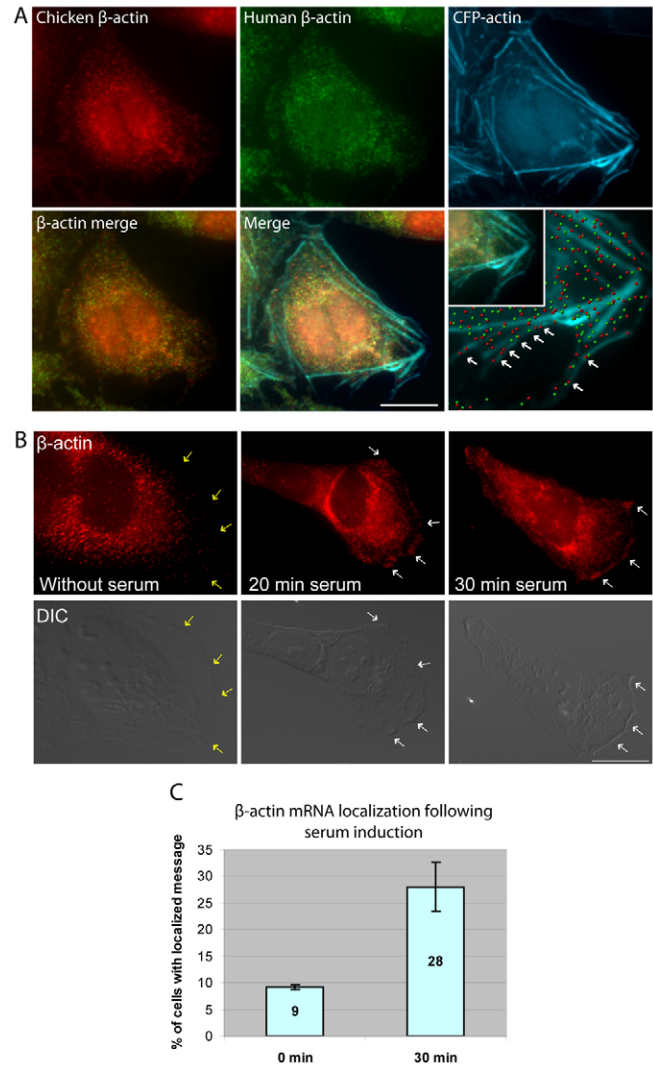 A
Chicken β-actin
Human β-actin
CFP-actin
β-actin merge
Merge
B
β-actin
Without serum
20 min serum
30 min serum
DIC
C
β-actin mRNA localization following
serum induction
% of cells with localized message
35
30
25
20
15
10
5
0
9
28
0 min
30 min